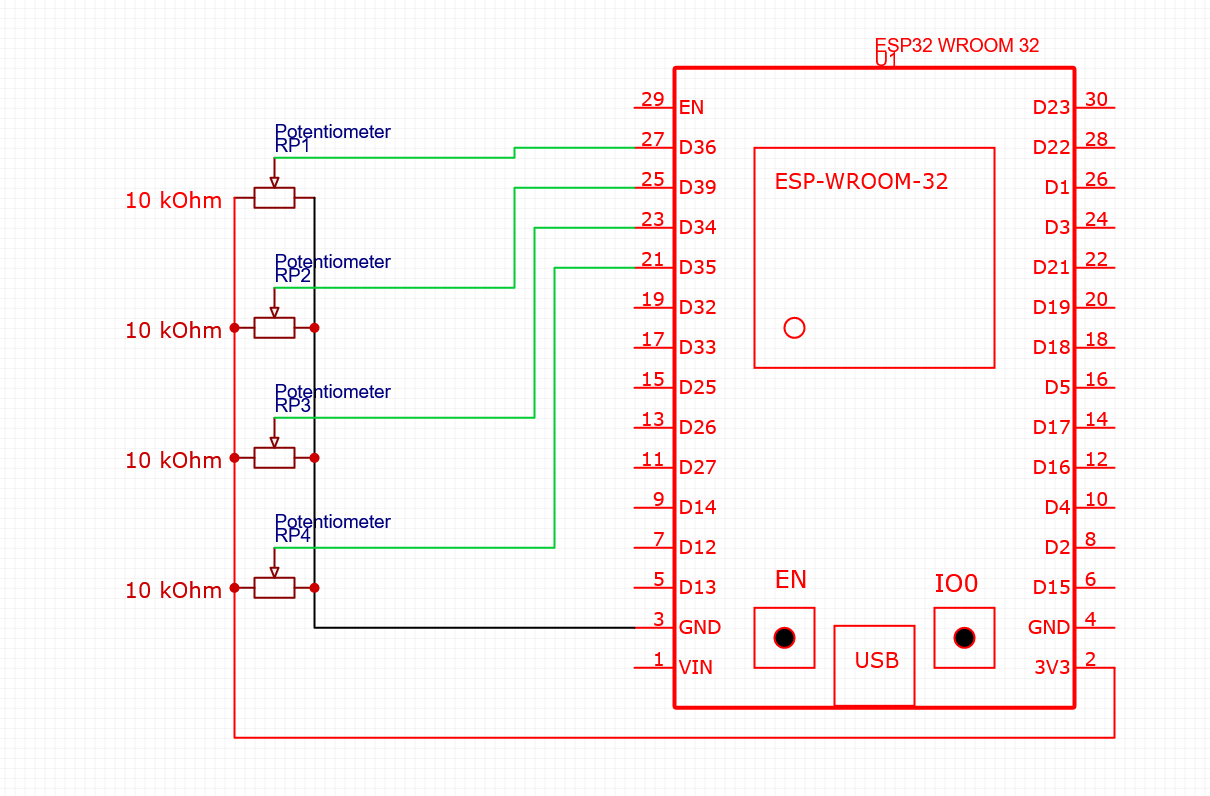 ESP32 WROOM 32
U1
Potentiometer
RP1
10 kOhm
Potentiometer
RP2
10 kOhm
Potentiometer
RP3
10 kOhm
Potentiometer
RP4
10 kOhm
29 EN
27 D36
25 D39
23 D34
21 D35
19 D32
17 D33
15 D25
13 D26
11 D27
9 D14
7 D12
5 D13
3 GND
1 VIN
ESP-WROOM-32
EN
IO0
USB
D23 30
D22 28
D1 26
D3 24
D21 22
D19 20
D18 18
D5 16
D17 14
D16 12
D4 10
D2 8
D15 6
GND 4
3V3 2